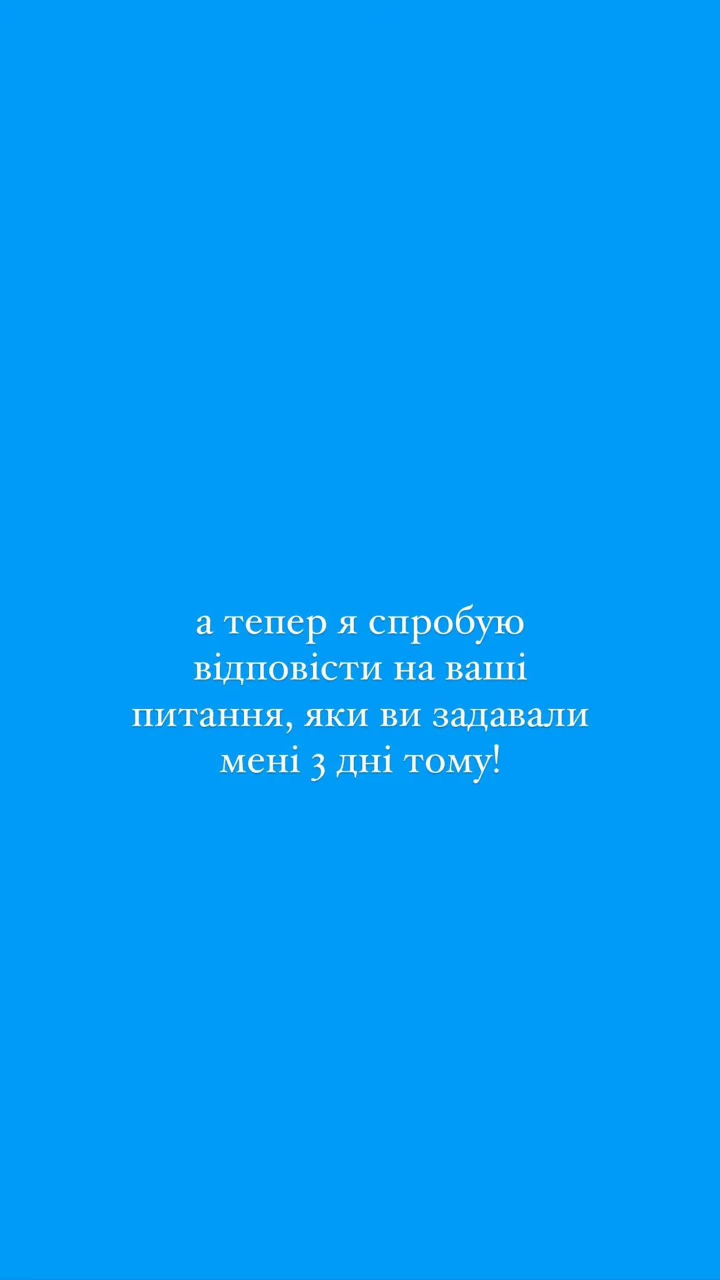 а тепер я спробую
відповісти на ваші
питання, яки ви задавали
мені 3 дні тому!